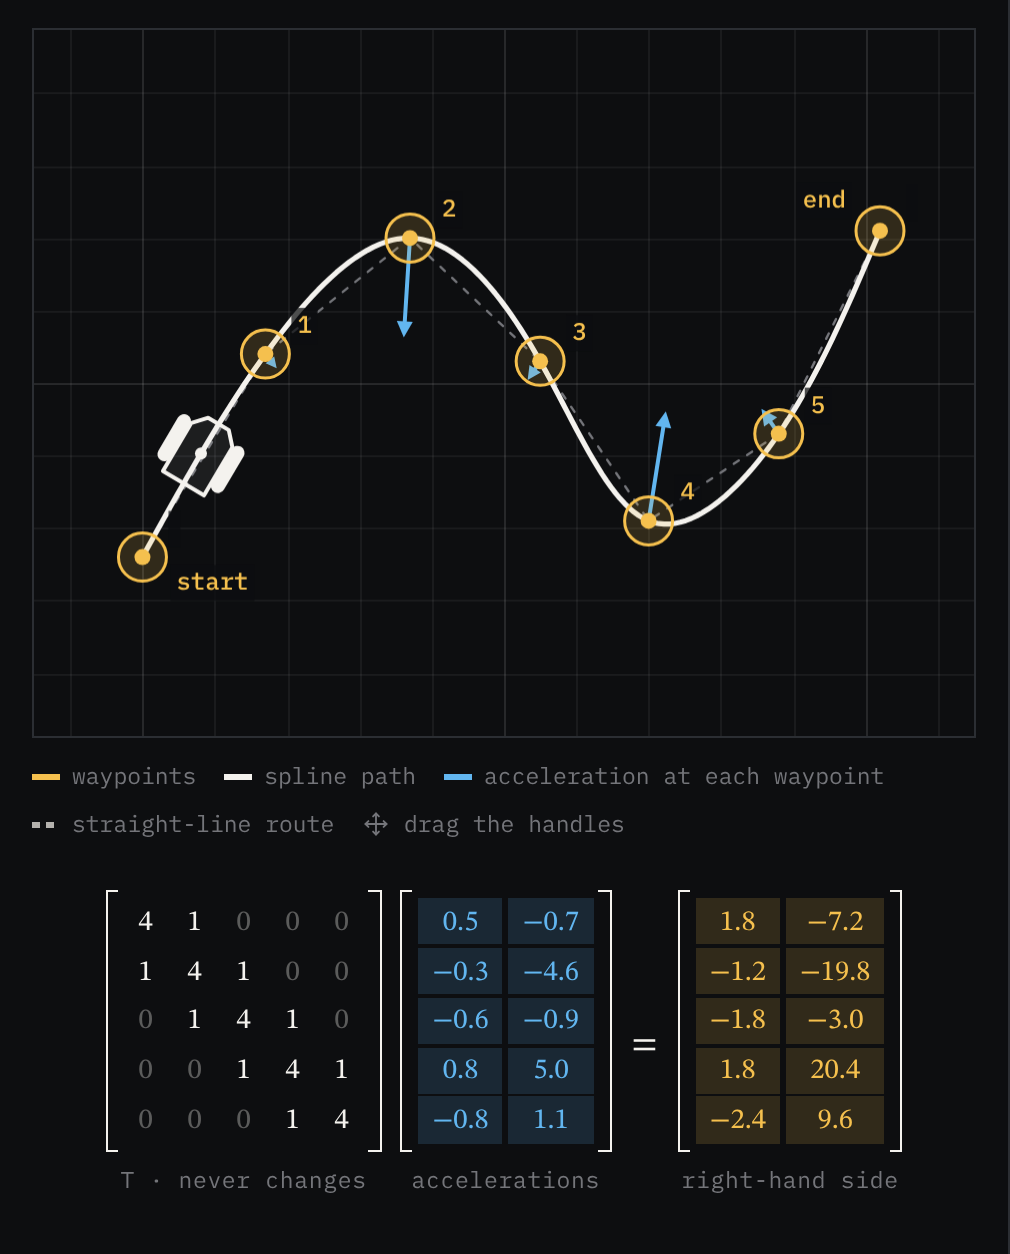 2
end
1
3
5
4
start
waypoints spline path acceleration at each waypoint
straight-line route drag the handles
4 1 0 0 0 0.5 −0.7 1.8 −7.2
1 4 1 0 0 −0.3 −4.6 −1.2 −19.8
0 1 4 1 0 −0.6 −0.9 = −1.8 −3.0
0 0 1 4 1 0.8 5.0 1.8 20.4
0 0 0 1 4 −0.8 1.1 −2.4 9.6
T · never changes accelerations right-hand side